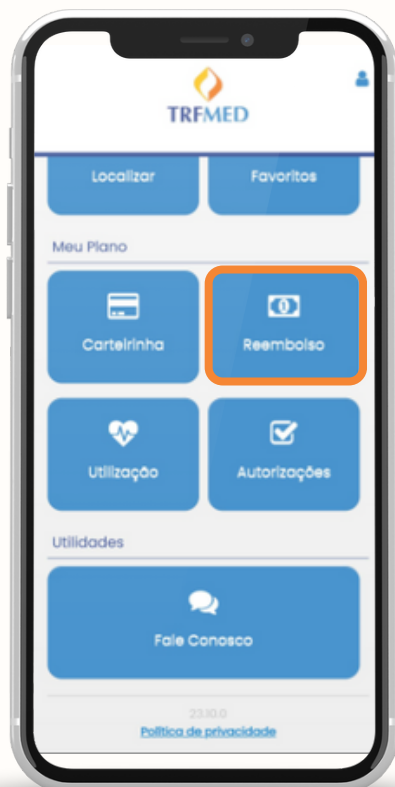 TRFMED
Localizar Favoritos
Meu Plano
Carteirinha Reembolso
Utilização Autorizações
Utilidades
Fale Conosco
23.10.0
Política de privacidade